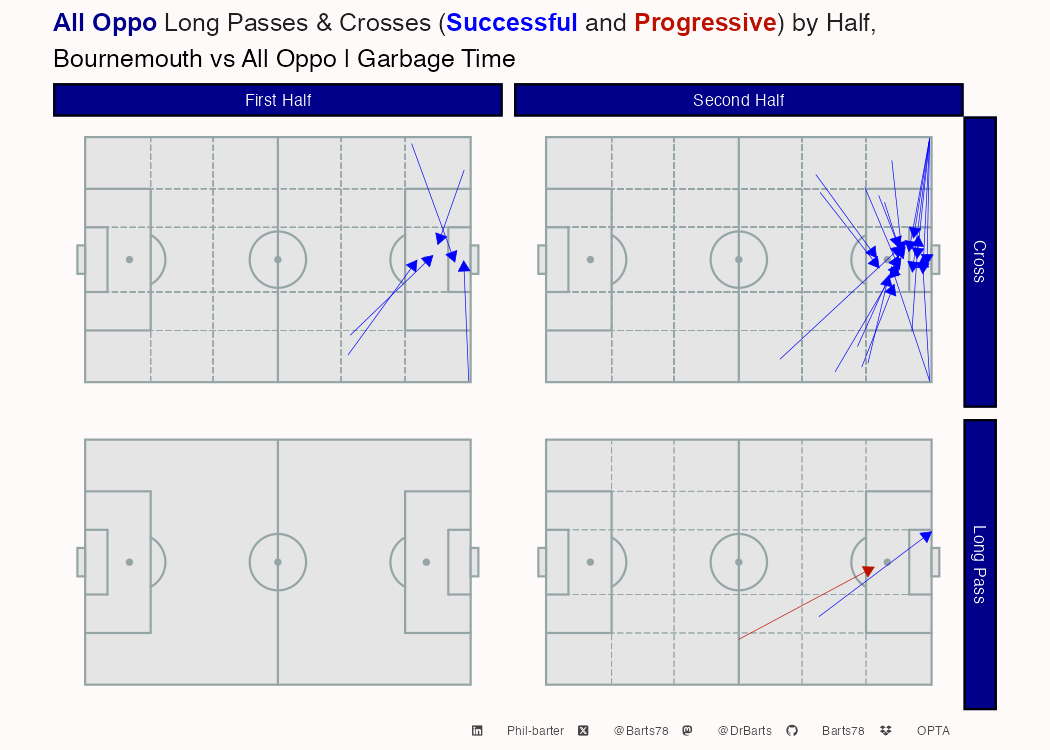 All Oppo Long Passes & Crosses (Successful and Progressive) by Half,
Bournemouth vs All Oppo | Garbage Time
First Half
Second Half
Cross
Long Pass
Phil-barter @Barts78 @DrBarts Barts78 OPTA